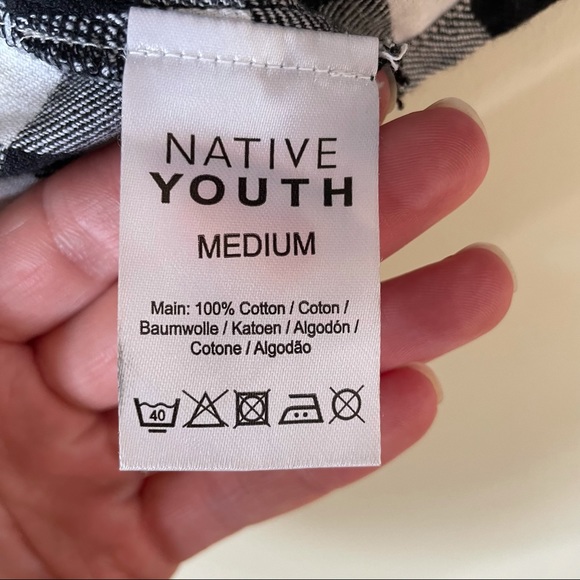 NATIVE
YOUTH
MEDIUM
Main: 100% Cotton / Coton /
Baumwolle / Katoen / Algodón /
Cotone / Algodão
40